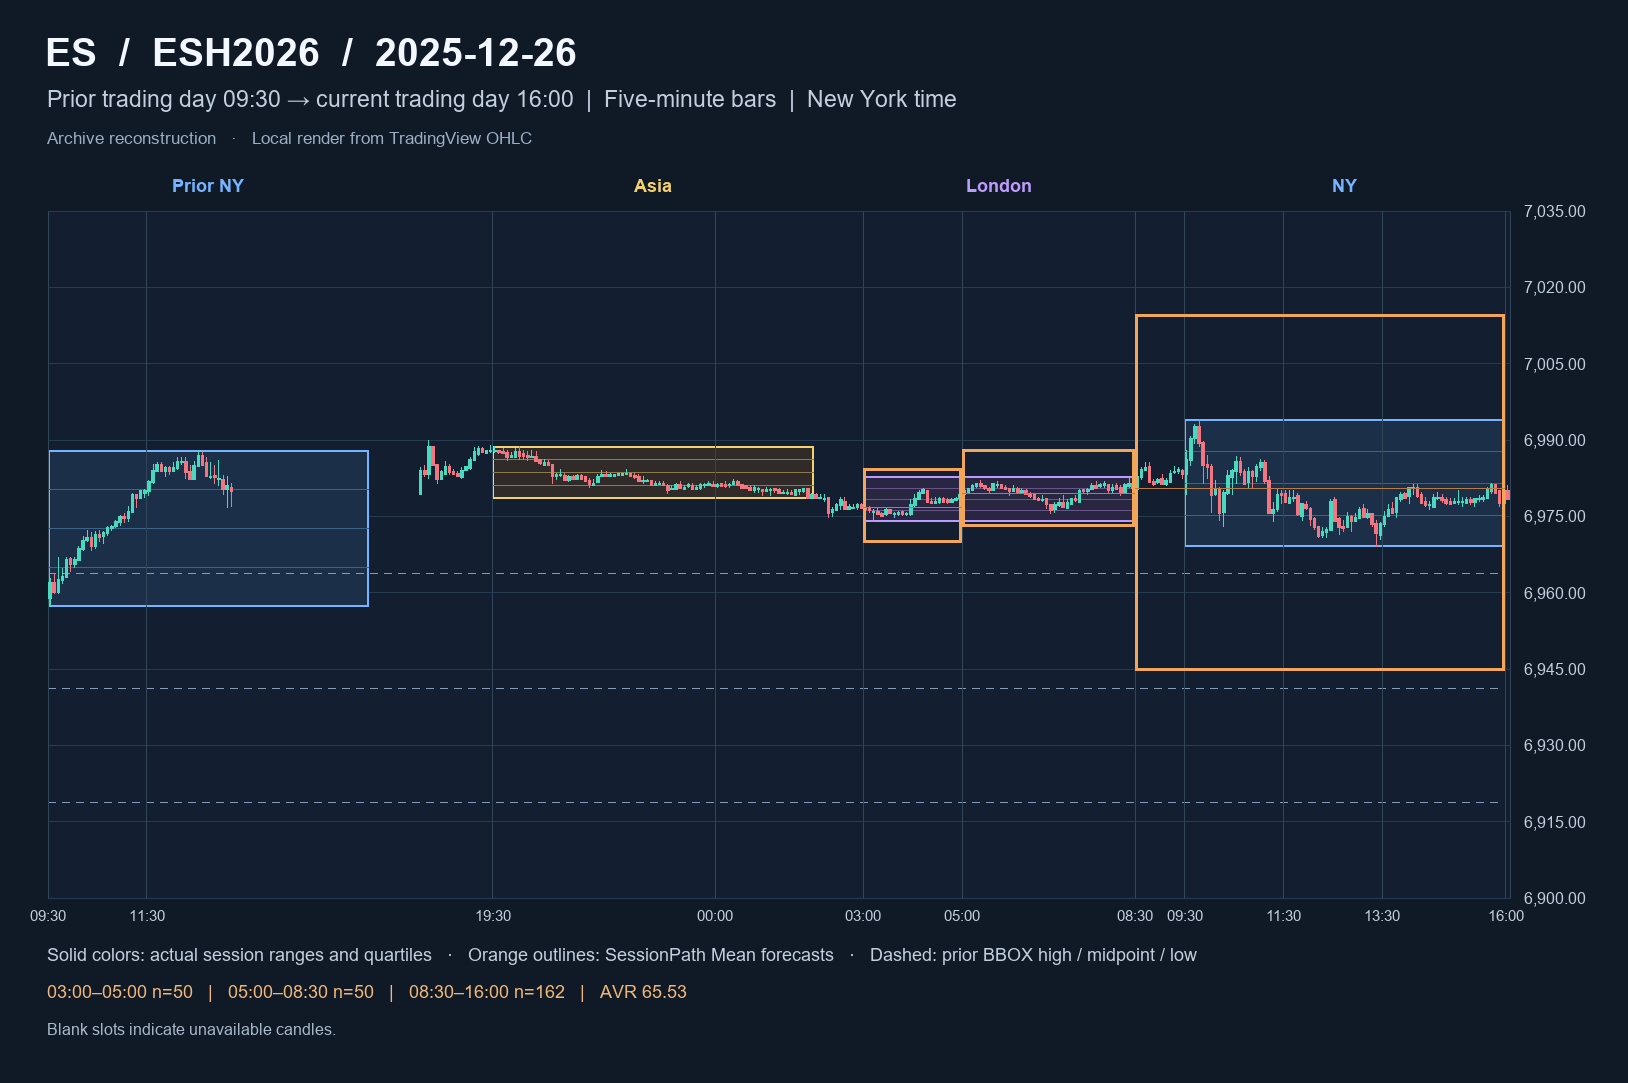 ES / ESH2026 / 2025-12-26
Prior trading day 09:30 → current trading day 16:00 | Five-minute bars | New York time
Archive reconstruction · Local render from TradingView OHLC
Prior NY Asia London NY
7,035.00
7,020.00
7,005.00
6,990.00
6,975.00
6,960.00
6,945.00
6,930.00
6,915.00
6,900.00
09:30 11:30 19:30 00:00 03:00 05:00 08:30 09:30 11:30 13:30 16:00
Solid colors: actual session ranges and quartiles · Orange outlines: SessionPath Mean forecasts · Dashed: prior BBOX high / midpoint / low
03:00–05:00 n=50 | 05:00–08:30 n=50 | 08:30–16:00 n=162 | AVR 65.53
Blank slots indicate unavailable candles.